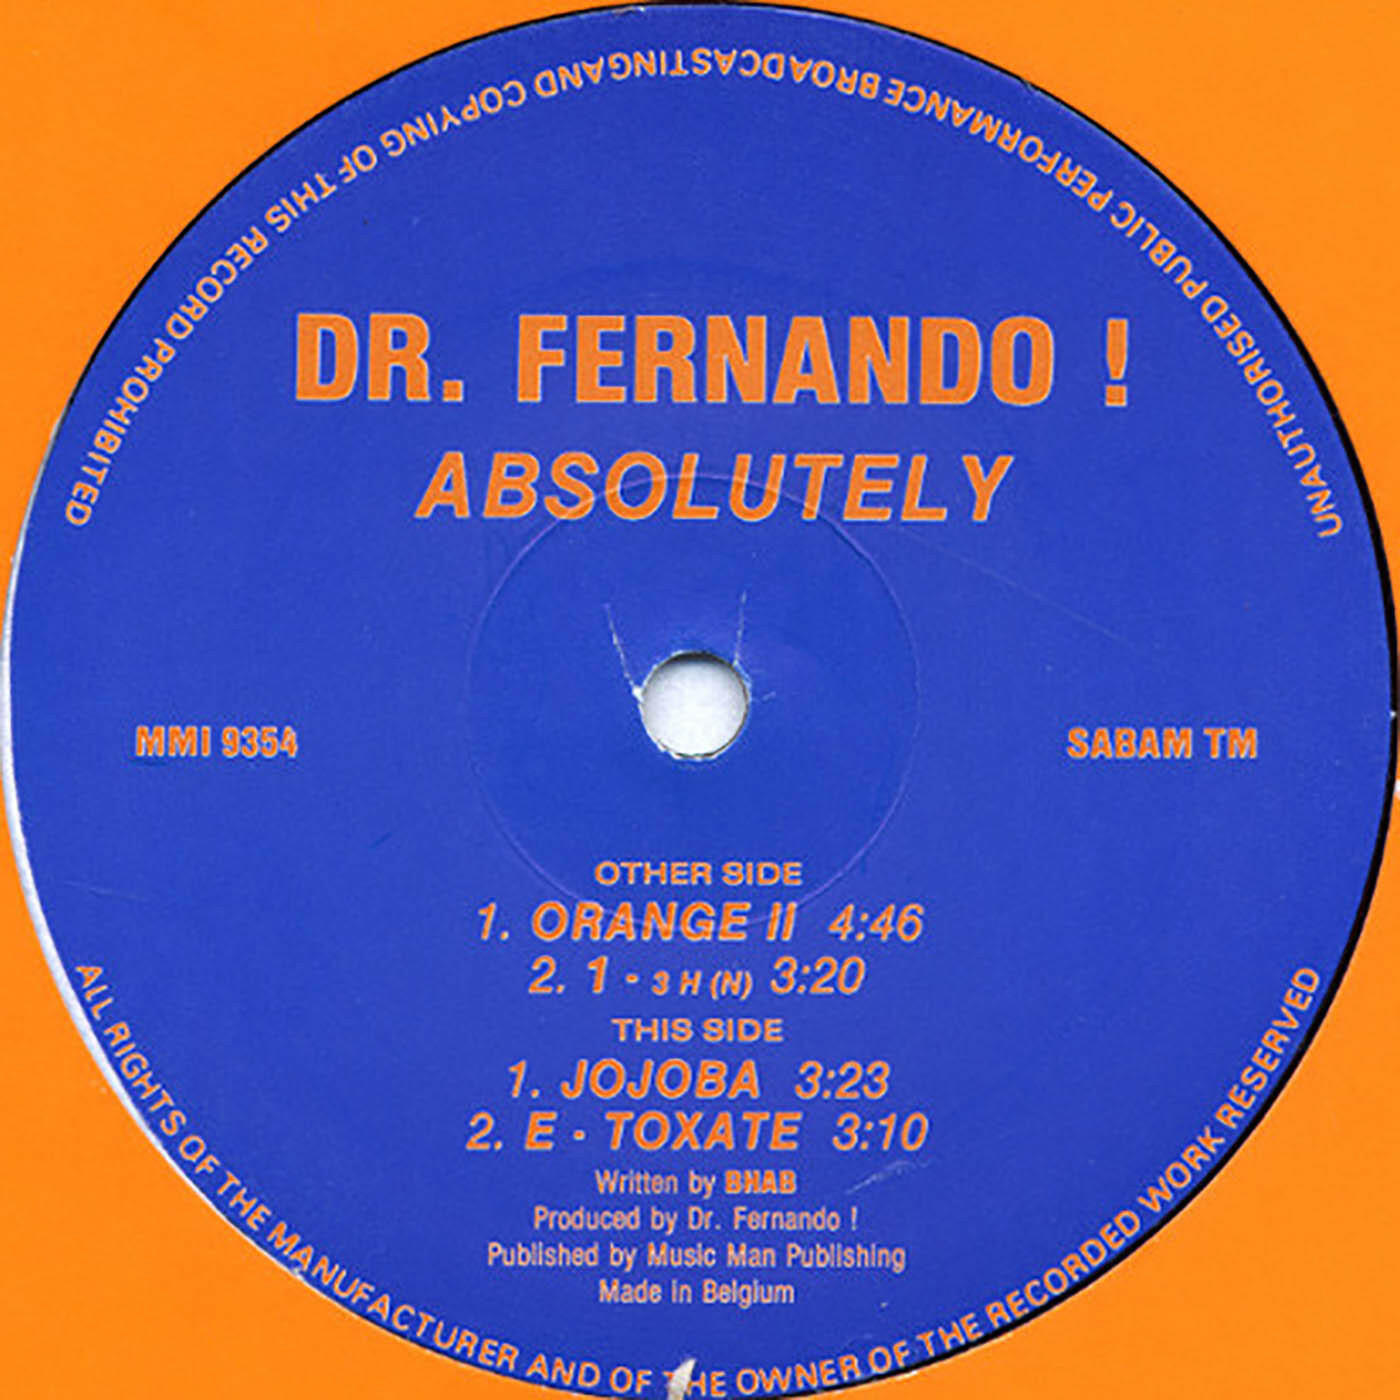 UNAUTHORISED PUBLIC PERFORMANCE BROADCASTING AND COPYING OF THIS RECORD PROHIBITED
DR. FERNANDO !
ABSOLUTELY
MMI 9354
SABAM TM
OTHER SIDE
1. ORANGE II 4:46
2. 1 - 3 H (N) 3:20
THIS SIDE
1. JOJOBA 3:23
2. E - TOXATE 3:10
Written by BHAB
Produced by Dr. Fernando !
Published by Music Man Publishing
Made in Belgium
ALL RIGHTS OF THE MANUFACTURER AND OF THE OWNER OF THE RECORDED WORK RESERVED